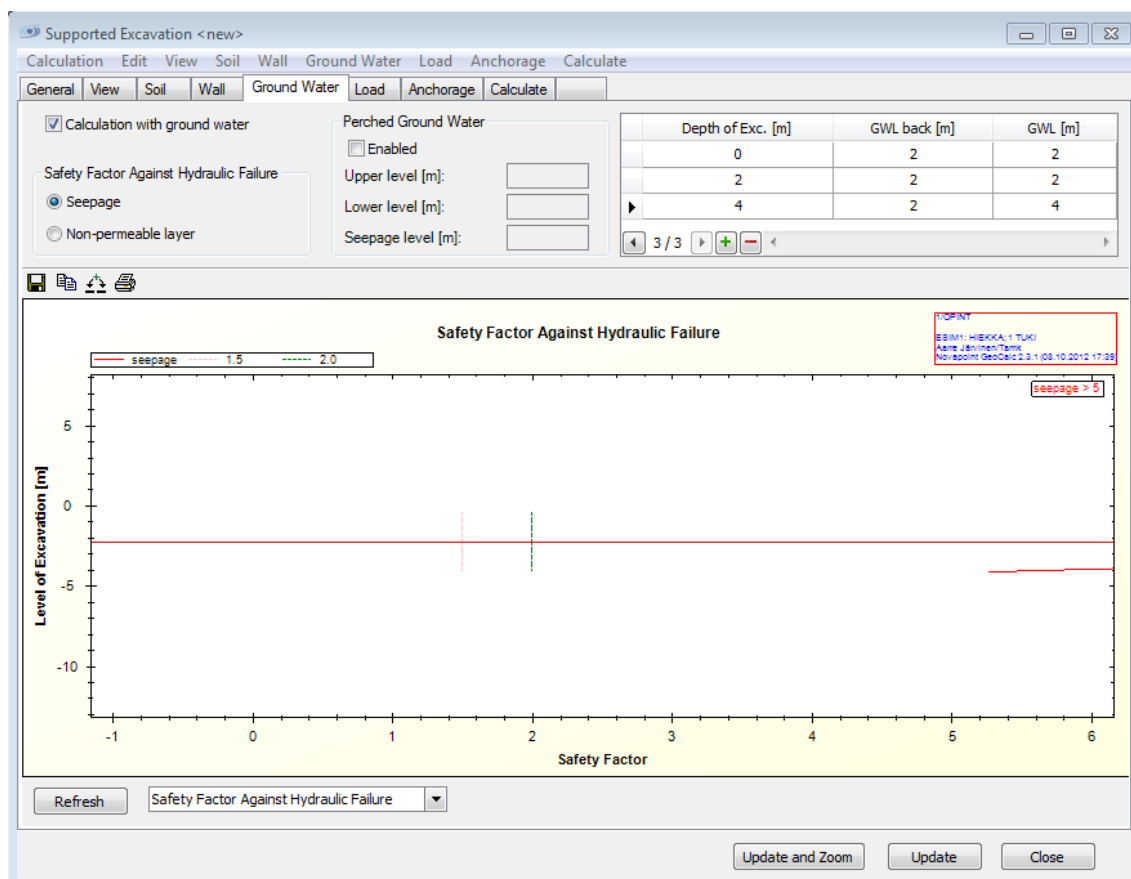 Supported Excavation <new>
Calculation Edit View Soil Wall Ground Water Load Anchorage Calculate
General View Soil Wall Ground Water Load Anchorage Calculate
Calculation with ground water
Safety Factor Against Hydraulic Failure
Seepage
Non-permeable layer
Perched Ground Water
Enabled
Upper level [m]:
Lower level [m]:
Seepage level [m]:
Depth of Exc. [m] GWL back [m] GWL [m]
0 2 2
2 2 2
4 2 4
3 / 3
Safety Factor Against Hydraulic Failure
1/OPINT
ESIM1: HIEKKA; 1 TUKI
Aarre Järvinen/Tamk
Novapoint GeoCalc 2.3.1 (08.10.2012 17:39)
seepage 1.5 2.0
seepage > 5
Level of Excavation [m]
5
0
-5
-10
-1 0 1 2 3 4 5 6
Safety Factor
Refresh Safety Factor Against Hydraulic Failure
Update and Zoom Update Close